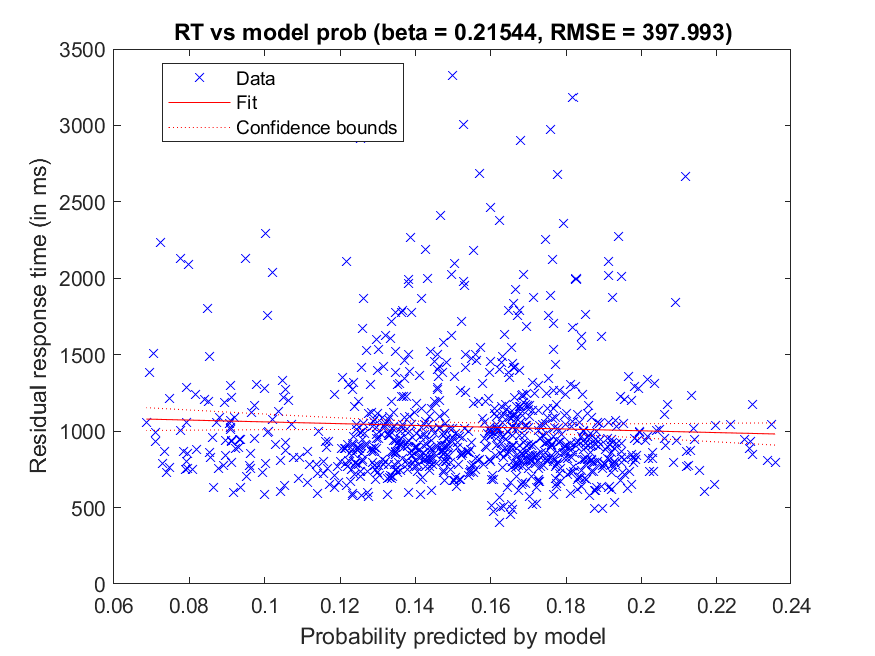 RT vs model prob (beta = 0.21544, RMSE = 397.993)
3500
3000
2500
2000
1500
1000
500
0
Residual response time (in ms)
Data
Fit
Confidence bounds
0.06 0.08 0.1 0.12 0.14 0.16 0.18 0.2 0.22 0.24
Probability predicted by model